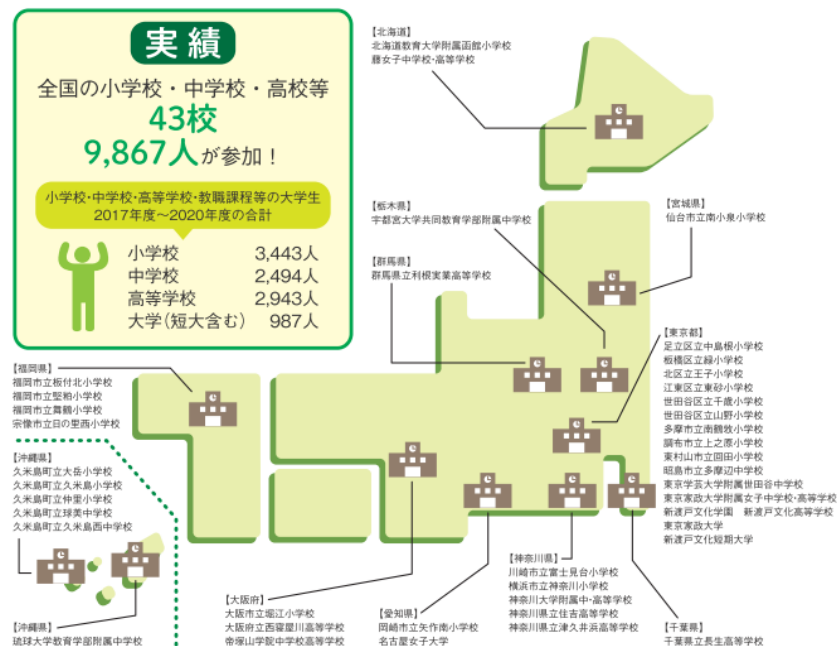 実績
全国の小学校・中学校・高校等
43校
9,867人が参加！
小学校・中学校・高等学校・教職課程等の大学生
2017年度〜2020年度の合計
小学校 3,443人
中学校 2,494人
高等学校 2,943人
大学（短大含む） 987人
【北海道】
北海道教育大学附属函館小学校
藤女子中学校・高等学校
【栃木県】
宇都宮大学共同教育学部附属中学校
【宮城県】
仙台市立南小泉小学校
【群馬県】
群馬県立利根実業高等学校
【東京都】
足立区立中島根小学校
板橋区立緑小学校
北区立王子小学校
江東区立東砂小学校
世田谷区立千歳小学校
世田谷区立山野小学校
多摩市立南鶴牧小学校
調布市立上ノ原小学校
東村山市立回田小学校
昭島市立多摩辺中学校
東京学芸大学附属世田谷中学校
東京家政大学附属女子中学校・高等学校
新渡戸文化学園　新渡戸文化高等学校
東京家政大学
新渡戸文化短期大学
【福岡県】
福岡市立板付北小学校
福岡市立堅粕小学校
福岡市立舞鶴小学校
宗像市立日の里西小学校
【沖縄県】
久米島町立大岳小学校
久米島町立久米島小学校
久米島町立仲里小学校
久米島町立球美中学校
久米島町立久米島西中学校
【沖縄県】
琉球大学教育学部附属中学校
【大阪府】
大阪市立堀江小学校
大阪府立西寝屋川高等学校
帝塚山学院中学校高等学校
【愛知県】
岡崎市立矢作南小学校
名古屋女子大学
【神奈川県】
川崎市立富士見台小学校
横浜市立神奈川小学校
神奈川大学附属中・高等学校
神奈川県立住吉高等学校
神奈川県立津久井浜高等学校
【千葉県】
千葉県立長生高等学校